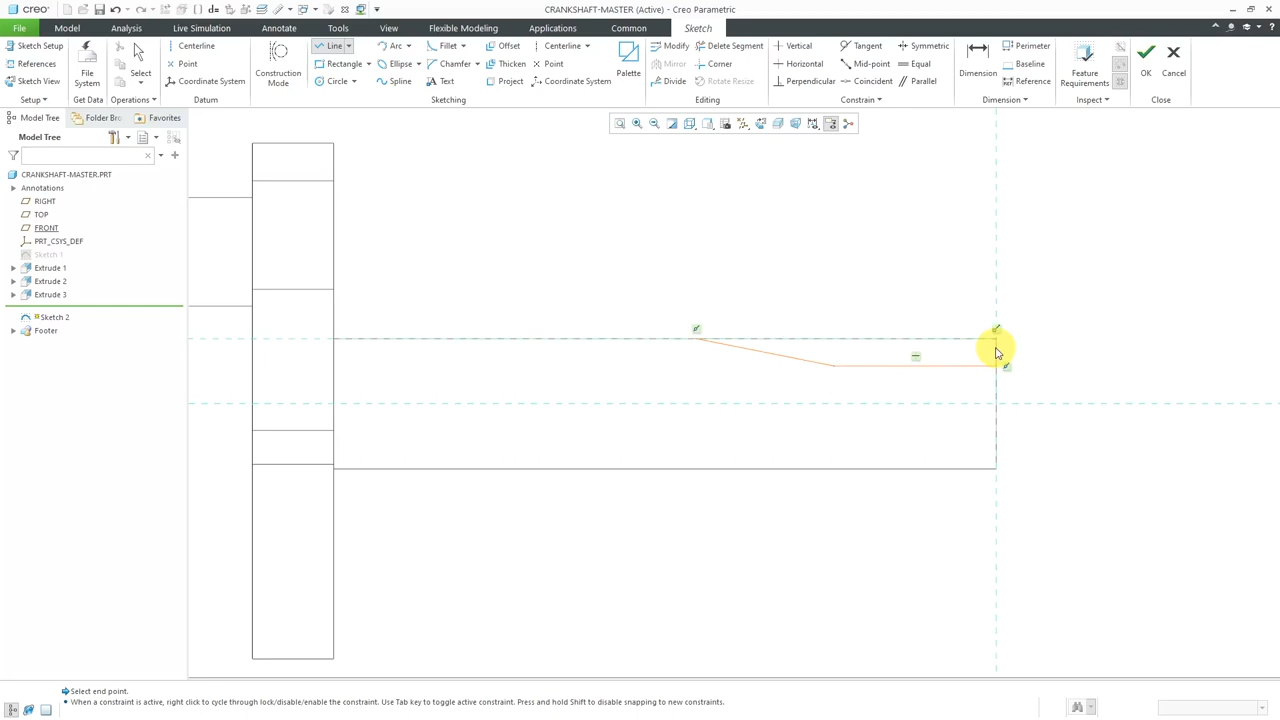 creo
CRANKSHAFT-MASTER (Active) - Creo Parametric
File Model Analysis Live Simulation Annotate Tools View Flexible Modeling Applications Common Sketch
Sketch Setup Centerline Line Arc Fillet Offset Centerline Modify Delete Segment Vertical Tangent Symmetric Perimeter
References Point Rectangle Ellipse Chamfer Thicken Point Mirror Corner Horizontal Mid-point Equal Baseline
Sketch View File System Select Coordinate System Construction Mode Circle Spline Text Project Coordinate System Palette Divide Rotate Resize Perpendicular Coincident Parallel Dimension Reference Feature Requirements OK Cancel
Setup Get Data Operations Datum Sketching Editing Constrain Dimension Inspect Close
Model Tree Folder Bro Favorites
Model Tree
CRANKSHAFT-MASTER.PRT
Annotations
RIGHT
TOP
FRONT
PRT_CSYS_DEF
Sketch 1
Extrude 1
Extrude 2
Extrude 3
Sketch 2
Footer
Select end point.
When a constraint is active, right click to cycle through lock/disable/enable the constraint. Use Tab key to toggle active constraint. Press and hold Shift to disable snapping to new constraints.